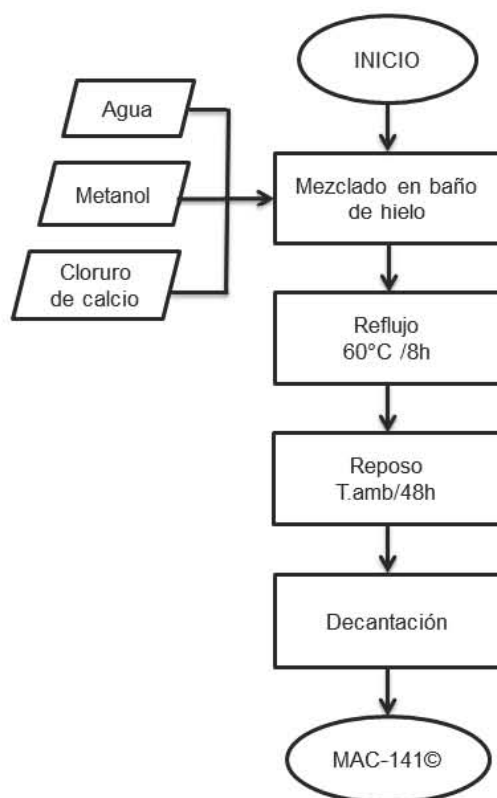 INICIO
Agua
Metanol
Cloruro
de calcio
Mezclado en baño
de hielo
Reflujo
60°C /8h
Reposo
T.amb/48h
Decantación
MAC-141©